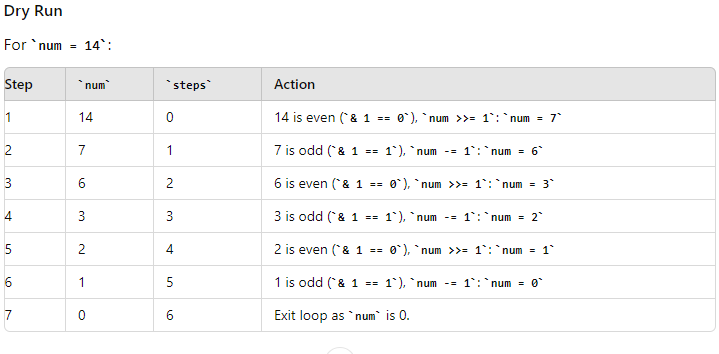 Dry Run
For `num = 14`:
Step `num` `steps` Action
1 14 0 14 is even (`& 1 == 0`), `num >>= 1`: `num = 7`
2 7 1 7 is odd (`& 1 == 1`), `num -= 1`: `num = 6`
3 6 2 6 is even (`& 1 == 0`), `num >>= 1`: `num = 3`
4 3 3 3 is odd (`& 1 == 1`), `num -= 1`: `num = 2`
5 2 4 2 is even (`& 1 == 0`), `num >>= 1`: `num = 1`
6 1 5 1 is odd (`& 1 == 1`), `num -= 1`: `num = 0`
7 0 6 Exit loop as `num` is 0.